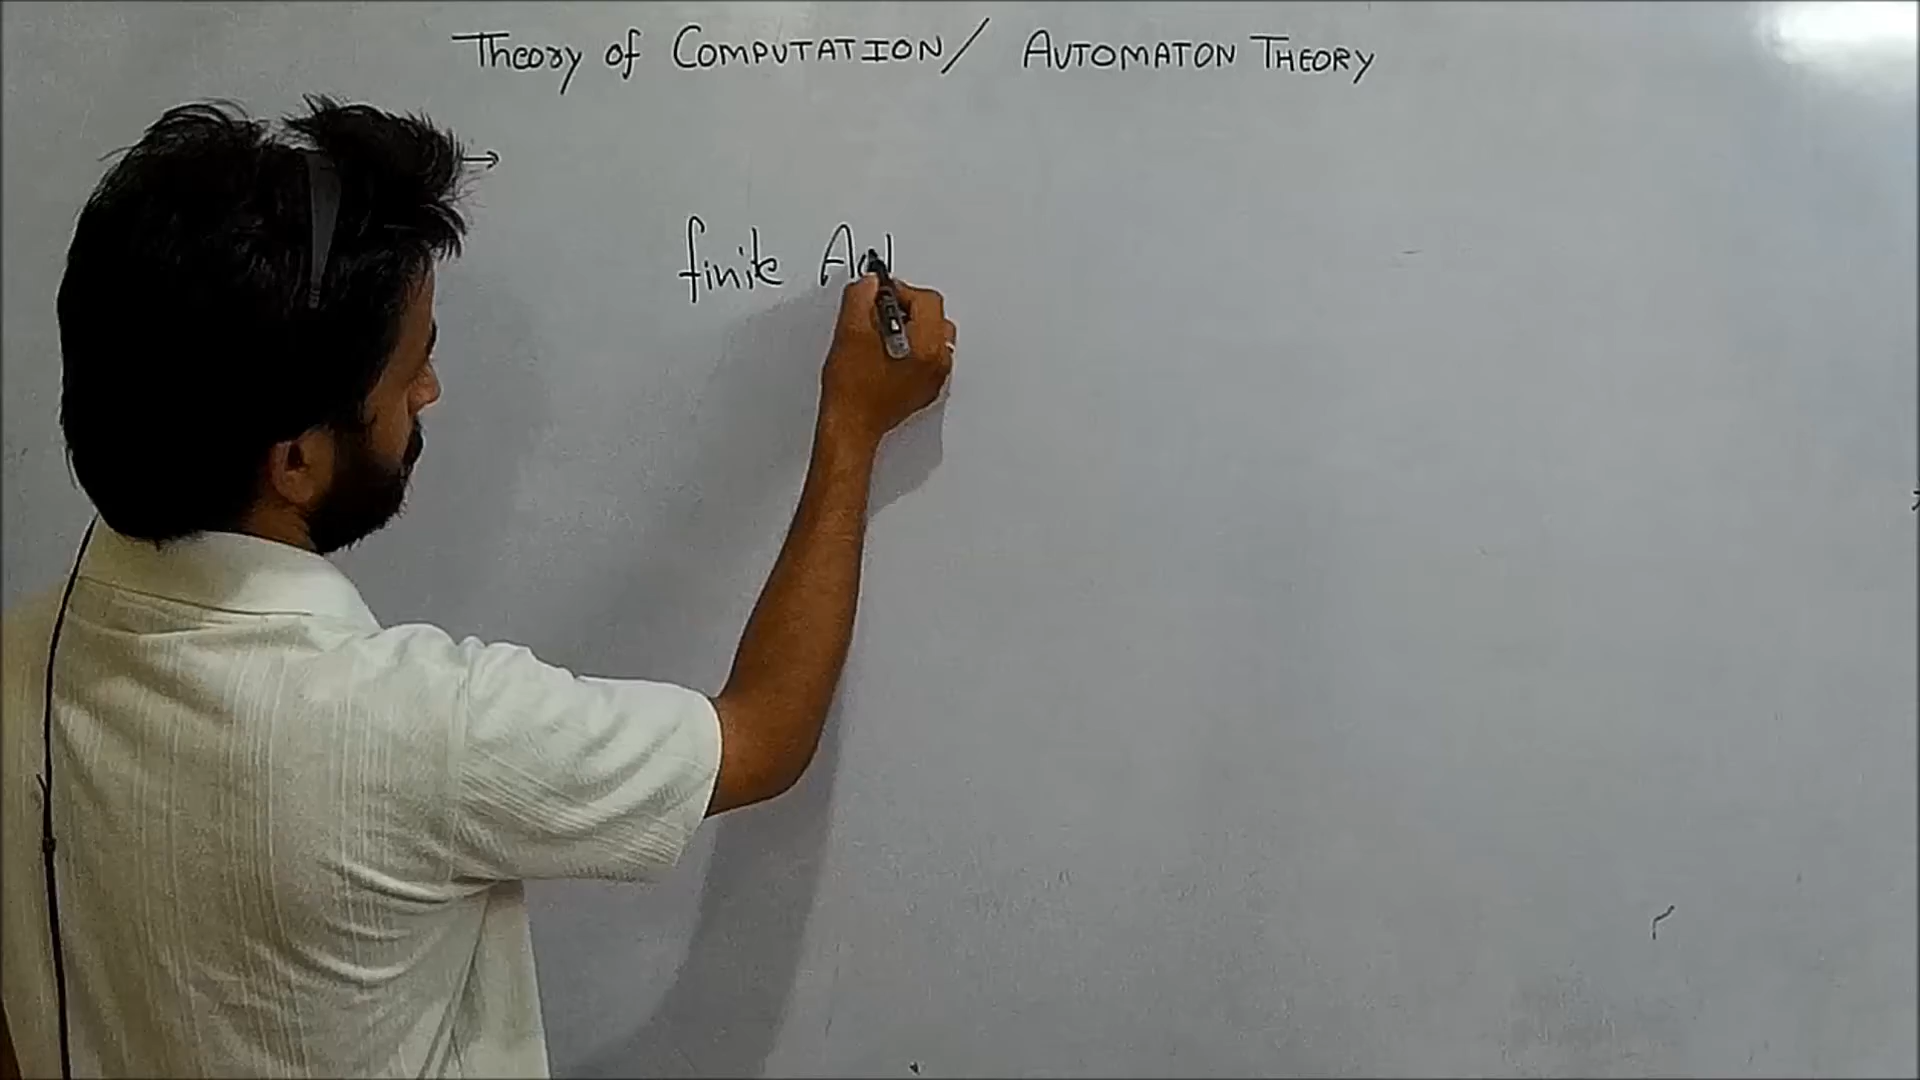 Theory of COMPUTATION/ AUTOMATON THEORY
→
finite